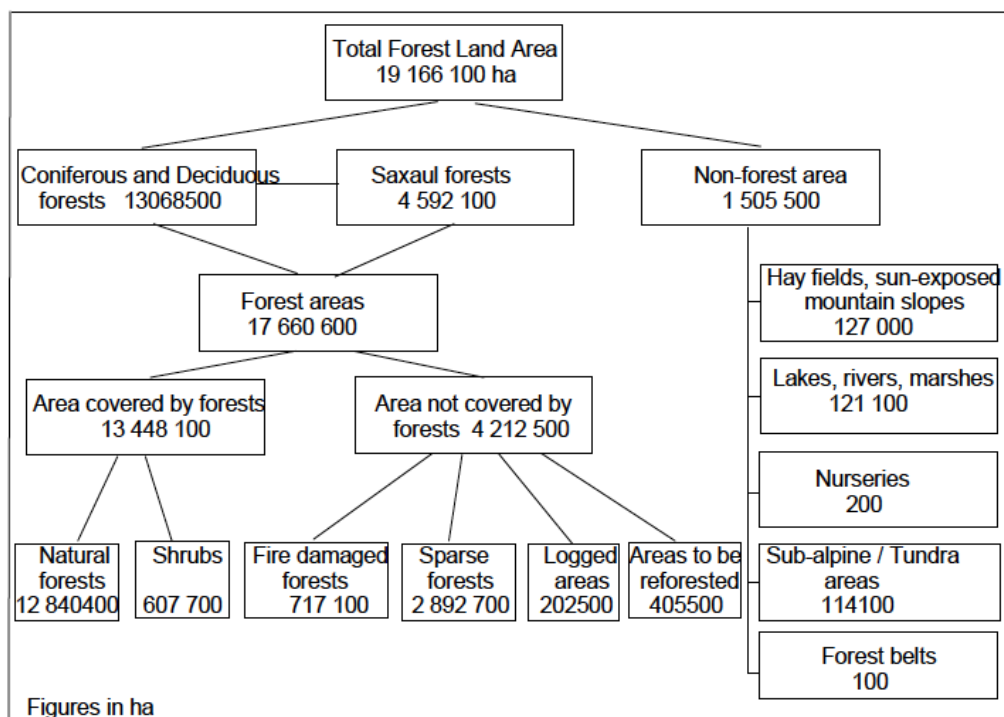 Total Forest Land Area
19 166 100 ha
Coniferous and Deciduous
forests 13068500
Saxaul forests
4 592 100
Non-forest area
1 505 500
Forest areas
17 660 600
Hay fields, sun-exposed
mountain slopes
127 000
Lakes, rivers, marshes
121 100
Area covered by forests
13 448 100
Area not covered by
forests 4 212 500
Nurseries
200
Natural
forests
12 840400
Shrubs
607 700
Fire damaged
forests
717 100
Sparse
forests
2 892 700
Logged
areas
202500
Areas to be
reforested
405500
Sub-alpine / Tundra
areas
114100
Forest belts
100
Figures in ha